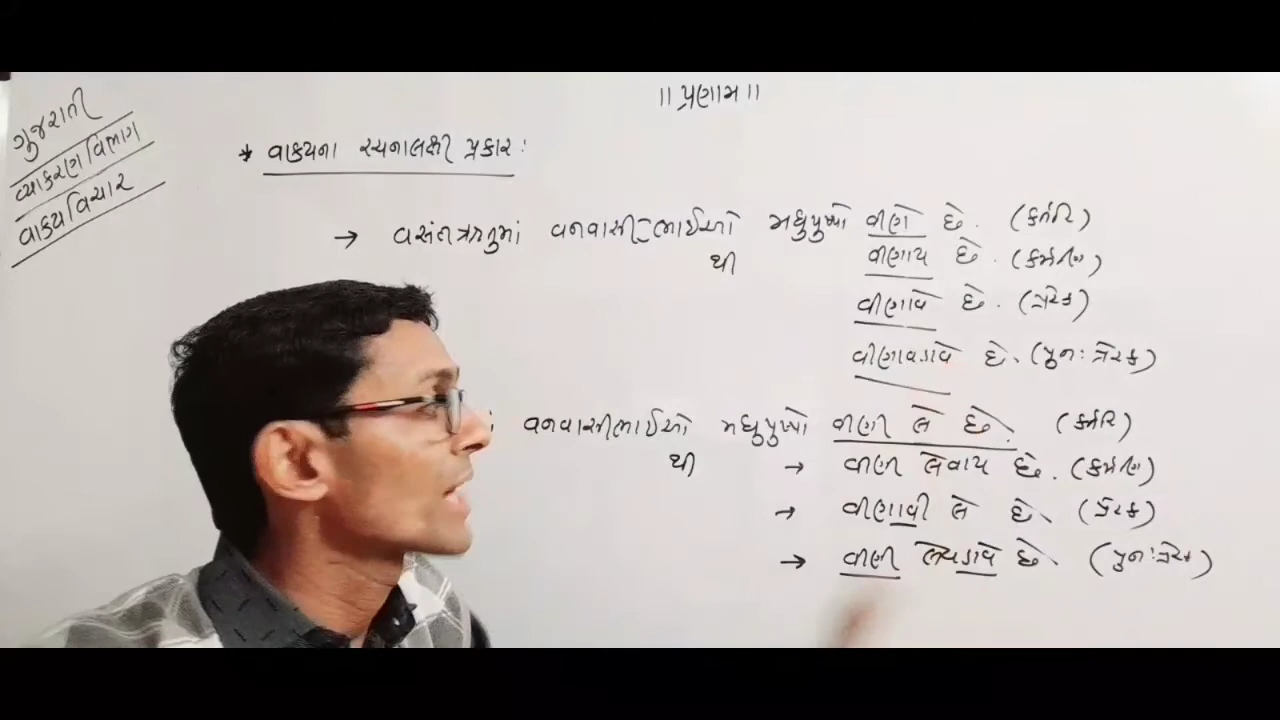 ॥ પ્રણામ ॥
ગુજરાતી
વ્યાકરણ વિભાગ
વાક્યવિચાર
* વાક્યના રચનાલક્ષી પ્રકાર :
→ વસંતઋતુમાં વનવાસીભાઈઓ મધુપુષ્પો વીણે છે. (કર્તરિ)
થી વીણાય છે. (કર્મણિ)
વીણાવે છે. (પ્રેરક)
વીણાવડાવે છે. (પુનઃ પ્રેરક)
વનવાસીભાઈઓ મધુપુષ્પો વીણી લે છે. (કર્તરિ)
થી → વીણી લેવાય છે. (કર્મણિ)
→ વીણાવી લે છે. (પ્રેરક)
→ વીણી લેવડાવે છે. (પુનઃપ્રેરક)